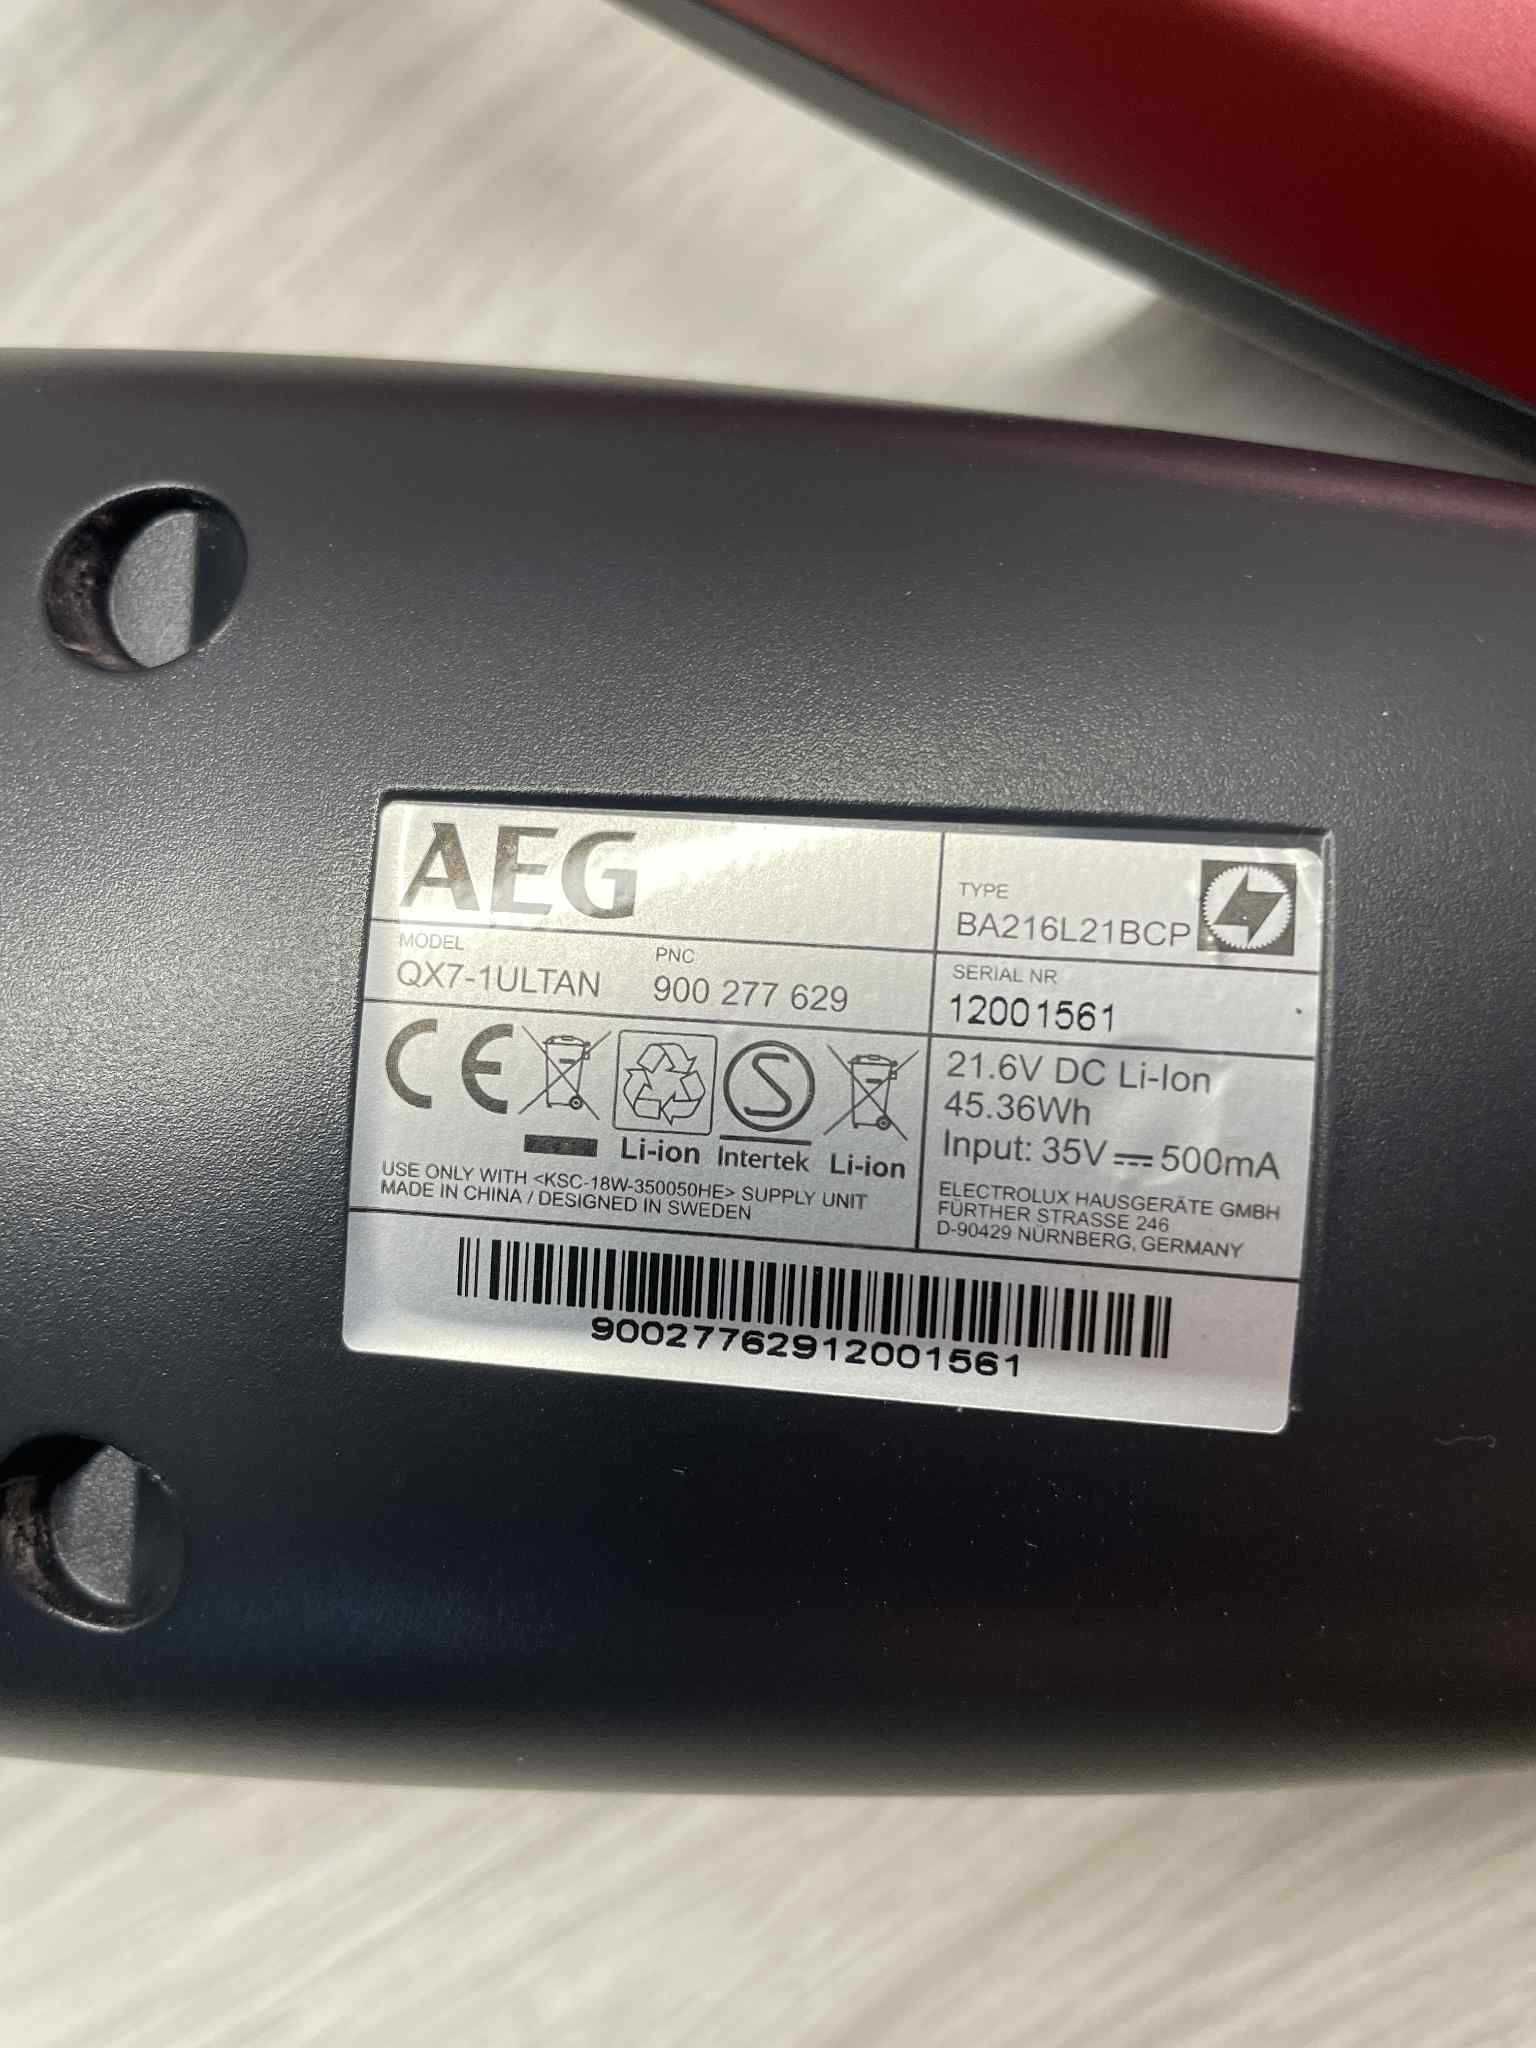 AEG
TYPE
BA216L21BCP
MODEL
QX7-1ULTAN
PNC
900 277 629
SERIAL NR
12001561
CE
Li-ion
S
Intertek
Li-ion
21.6V DC Li-Ion
45.36Wh
Input: 35V⎓500mA
USE ONLY WITH <KSC-18W-350050HE> SUPPLY UNIT
MADE IN CHINA / DESIGNED IN SWEDEN
ELECTROLUX HAUSGERÄTE GMBH
FÜRTHER STRASSE 246
D-90429 NÜRNBERG, GERMANY
90027762912001561